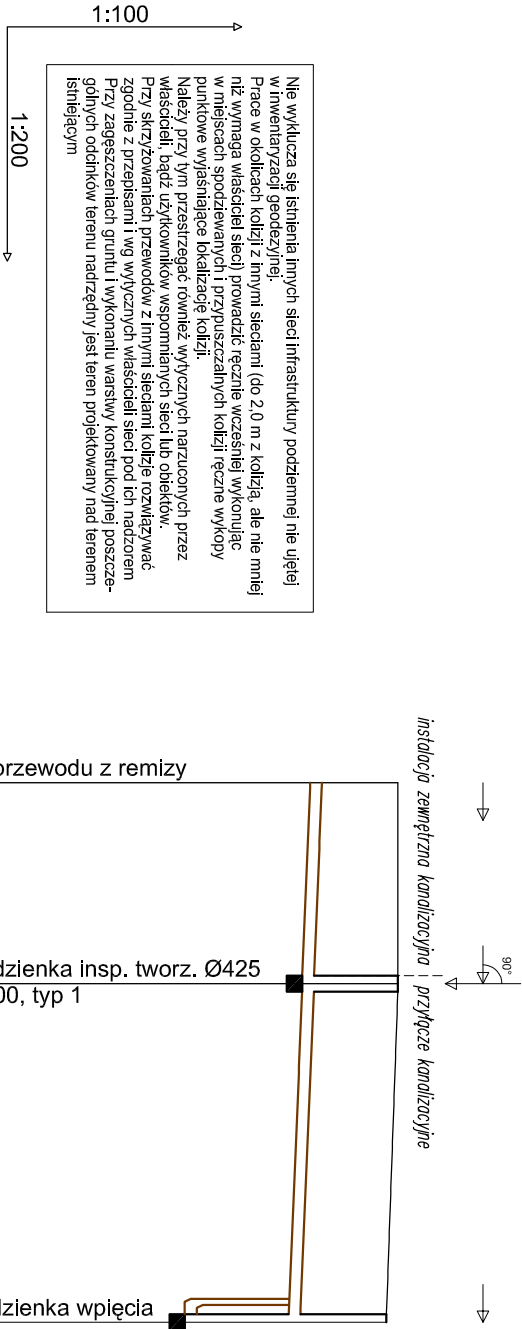 1:100
1:200
Nie wyklucza się istnienia innych sieci infrastruktury podziemnej nie ujętej
w inwentaryzacji geodezyjnej.
Prace w okolicach kolizji z innymi sieciami (do 2,0 m z kolizją, ale nie mniej
niż wymaga właściciel sieci) prowadzić ręcznie wcześniej wykonując
w miejscach spodziewanych i przypuszczalnych kolizji ręczne wykopy
punktowe wyjaśniające lokalizację kolizji.
Należy przy tym przestrzegać również wytycznych narzuconych przez
właścicieli, bądź użytkowników wspomnianych sieci lub obiektów.
Przy skrzyżowaniach przewodów z innymi sieciami kolizje rozwiązywać
zgodnie z przepisami i wg wytycznych właścicieli sieci pod ich nadzorem
Przy zagęszczeniach gruntu i wykonaniu warstwy konstrukcyjnej poszcze-
gólnych odcinków terenu nadrzędny jest teren projektowany nad terenem
istniejącym
instalacja zewnętrzna kanalizacyjna
przyłącze kanalizacyjne
90°
przewodu z remizy
dzienka insp. tworz. Ø425
00, typ 1
dzienka wpięcia